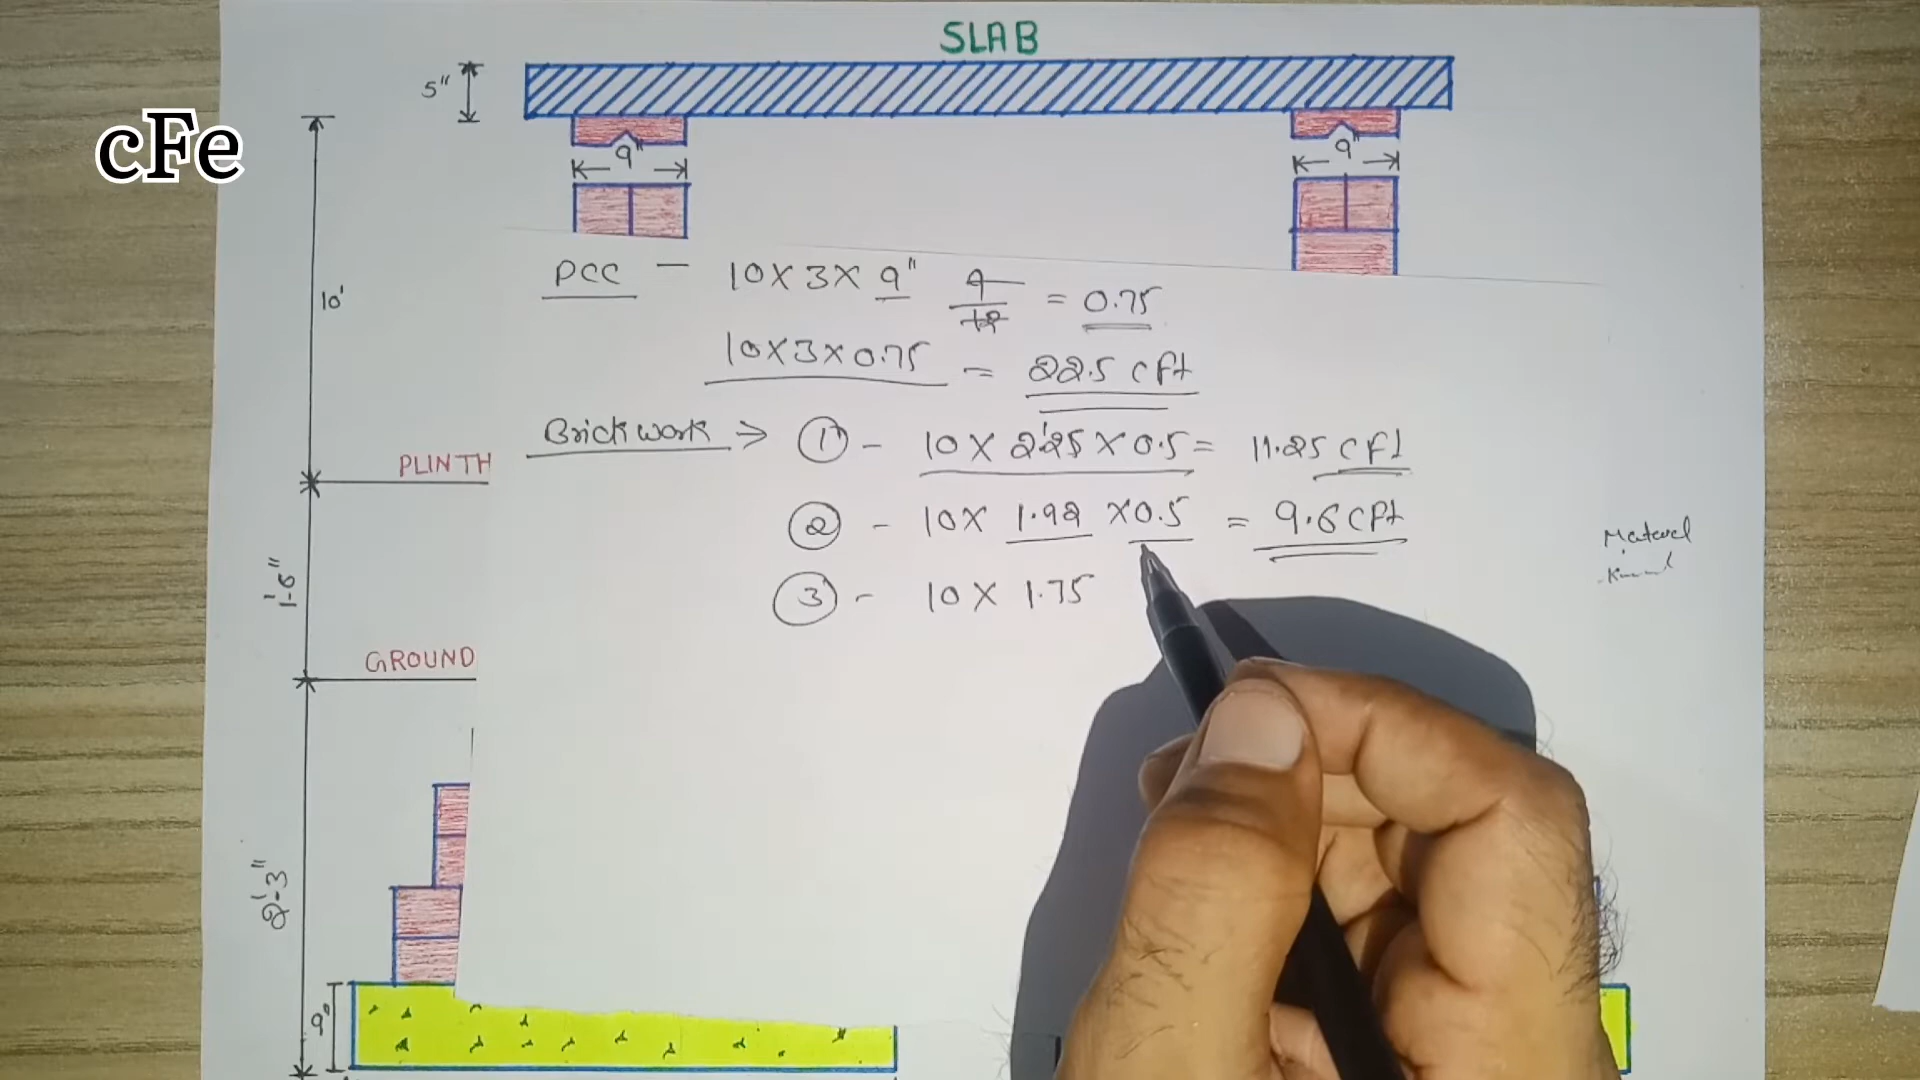 SLAB
5"
cFe
9"
9"
PCC - 10 X 3 X 9" 9/12 = 0.75
10'
10 X 3 X 0.75 = 22.5 cft
Brickwork → ① - 10 X 2.25 X 0.5 = 11.25 cft
PLINTH
② - 10 X 1.92 X 0.5 = 9.6 cft
1'-6"
③ - 10 X 1.75
GROUND
2'-3"
9"